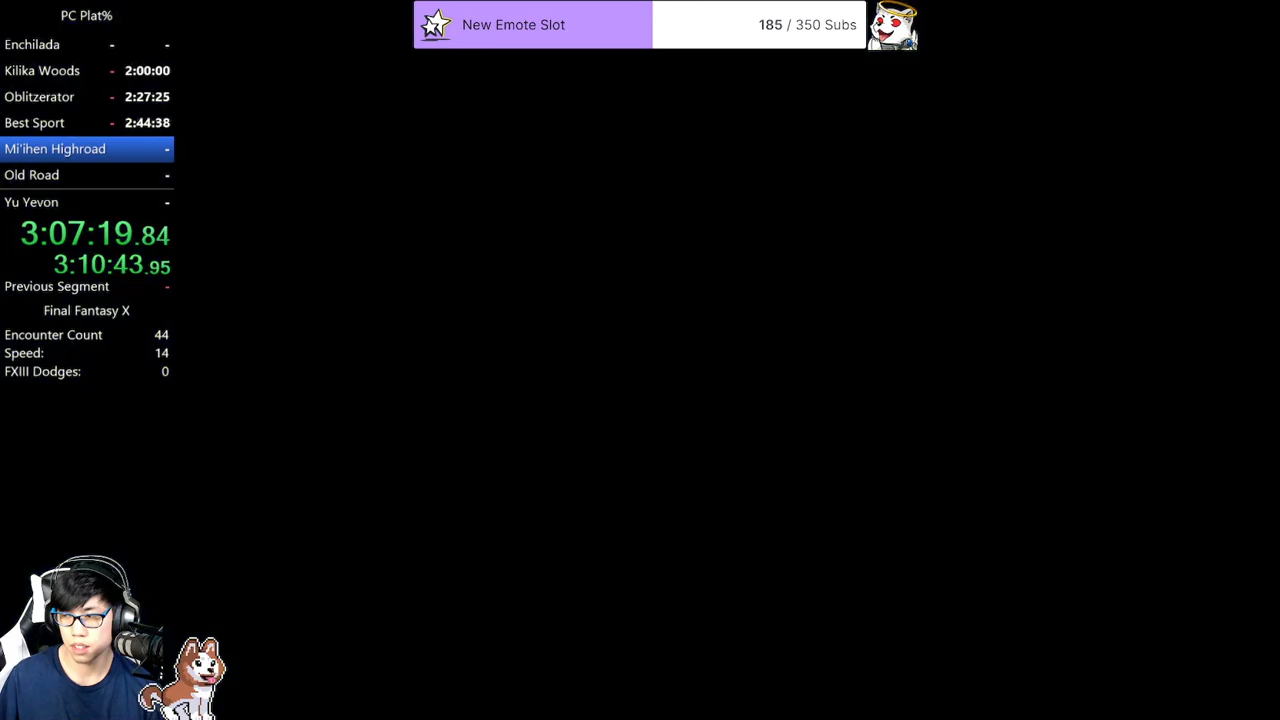 PC Plat%
New Emote Slot 185 / 350 Subs
Enchilada - -
Kilika Woods - 2:00:00
Oblitzerator - 2:27:25
Best Sport - 2:44:38
Mi'ihen Highroad -
Old Road -
Yu Yevon -
3:07:19.84
3:10:43.95
Previous Segment -
Final Fantasy X
Encounter Count 44
Speed: 14
FXIII Dodges: 0